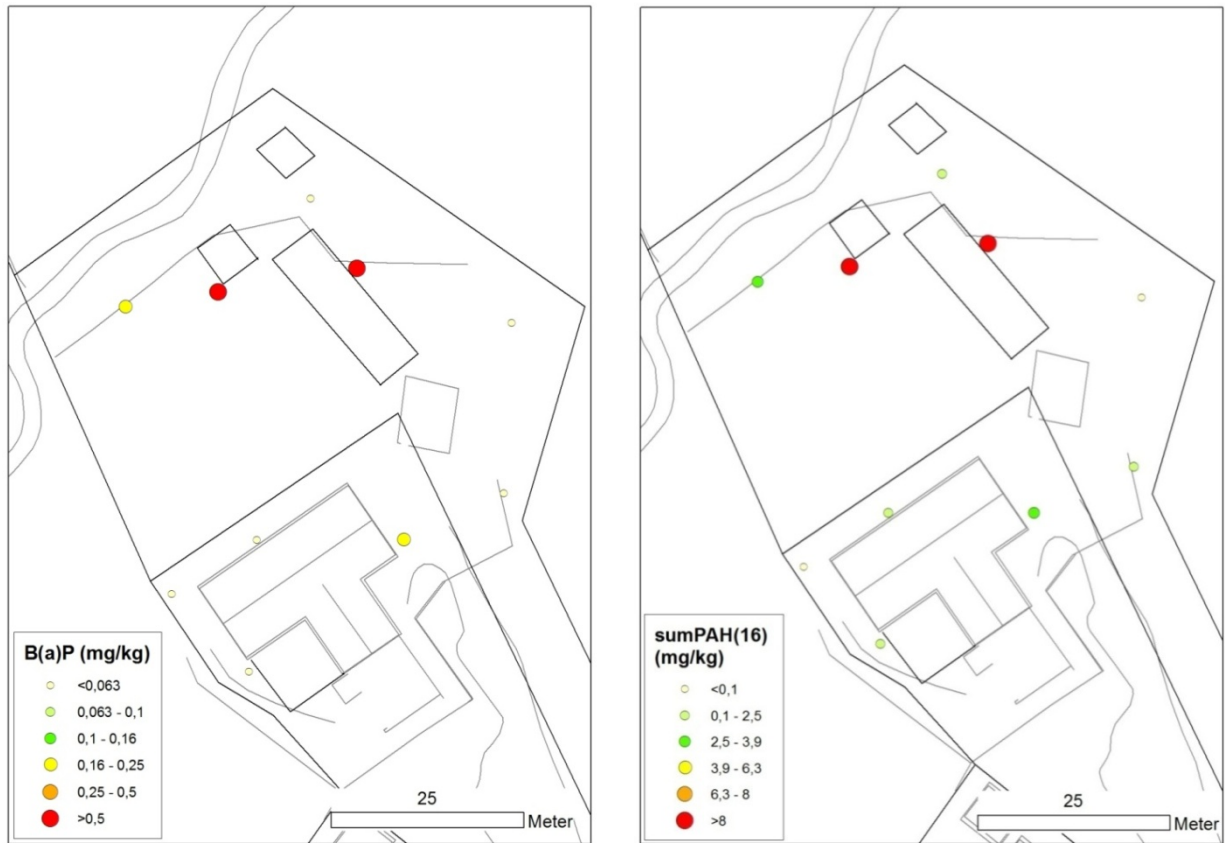 B(a)P (mg/kg)
<0,063
0,063 - 0,1
0,1 - 0,16
0,16 - 0,25
0,25 - 0,5
>0,5
25
Meter
sumPAH(16)
(mg/kg)
<0,1
0,1 - 2,5
2,5 - 3,9
3,9 - 6,3
6,3 - 8
>8
25
Meter